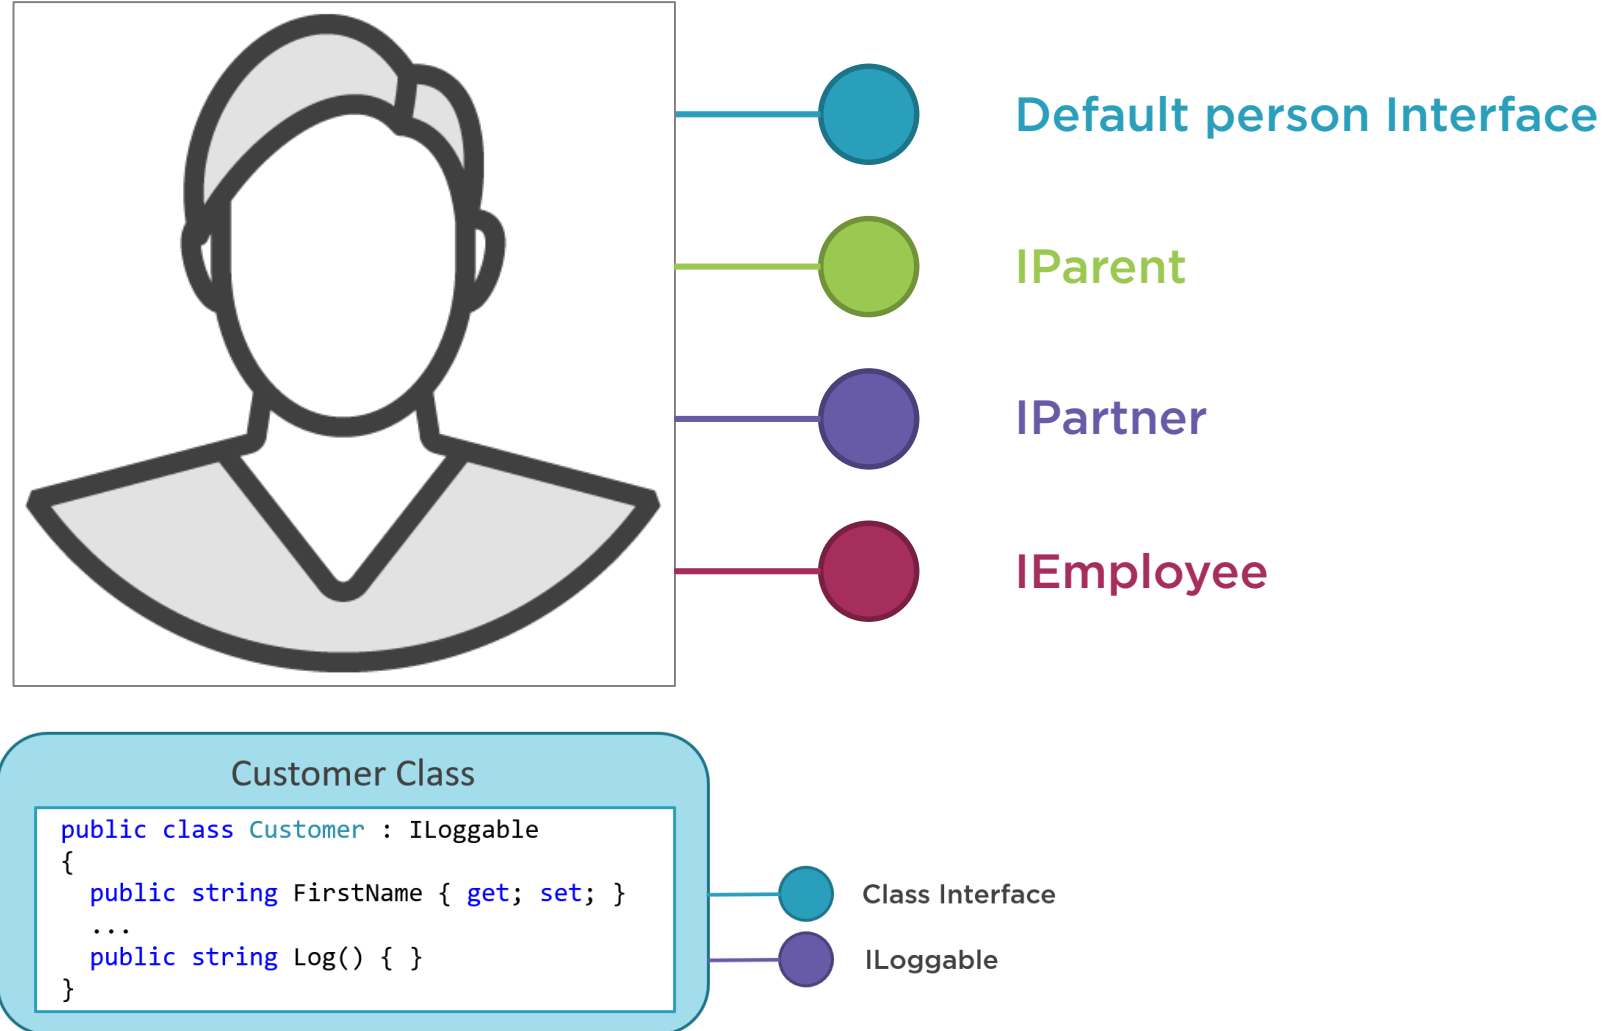 Default person Interface
IParent
IPartner
IEmployee
Customer Class
public class Customer : ILoggable
{
  public string FirstName { get; set; }
  ...
  public string Log() { }
}
Class Interface
ILoggable